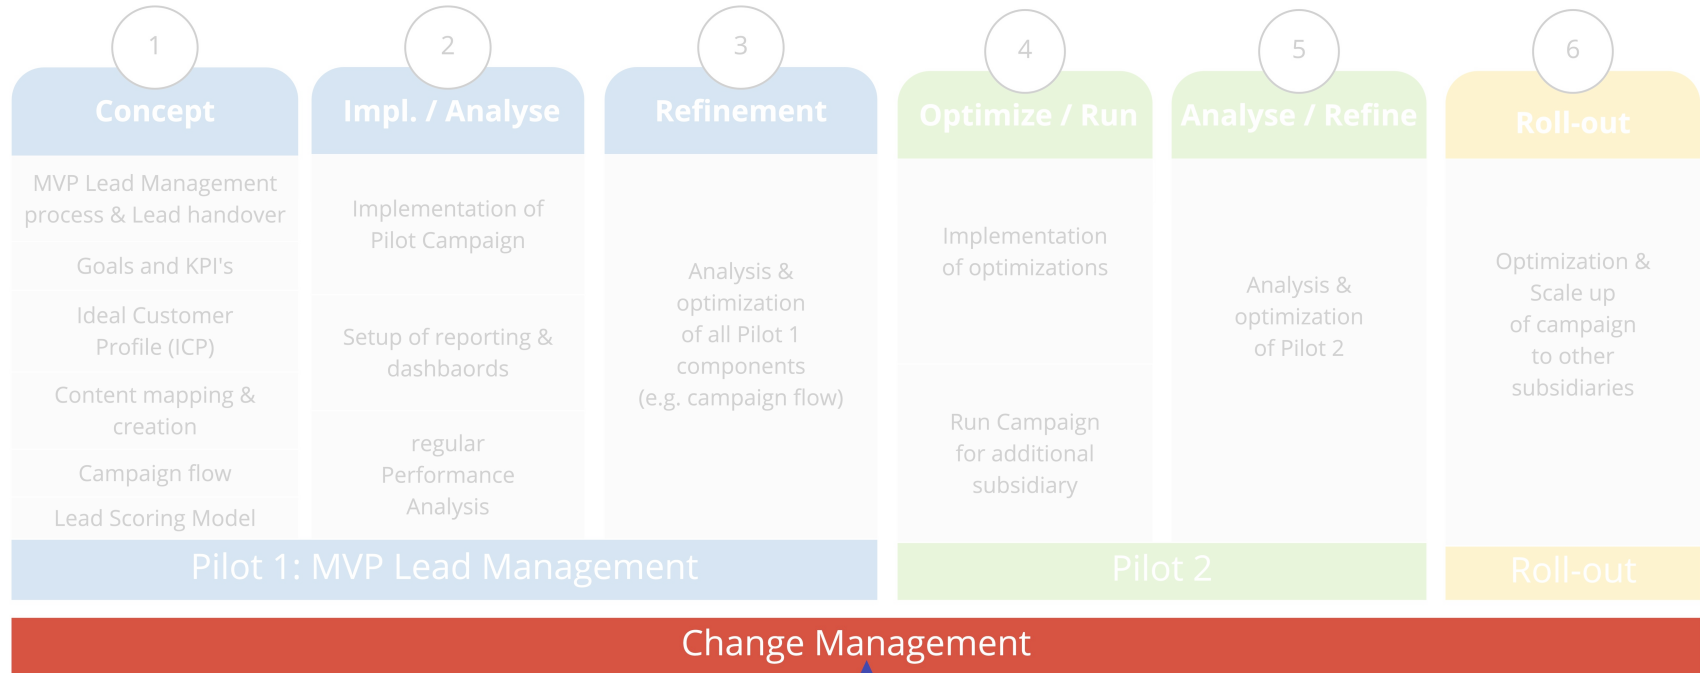 1
Concept
MVP Lead Management
process & Lead handover
Goals and KPI's
Ideal Customer
Profile (ICP)
Content mapping &
creation
Campaign flow
Lead Scoring Model
2
Impl. / Analyse
Implementation of
Pilot Campaign
Setup of reporting &
dashbaords
regular
Performance
Analysis
3
Refinement
Analysis &
optimization
of all Pilot 1
components
(e.g. campaign flow)
Pilot 1: MVP Lead Management
4
Optimize / Run
Implementation
of optimizations
Run Campaign
for additional
subsidiary
5
Analyse / Refine
Analysis &
optimization
of Pilot 2
Pilot 2
6
Roll-out
Optimization &
Scale up
of campaign
to other
subsidiaries
Roll-out
Change Management